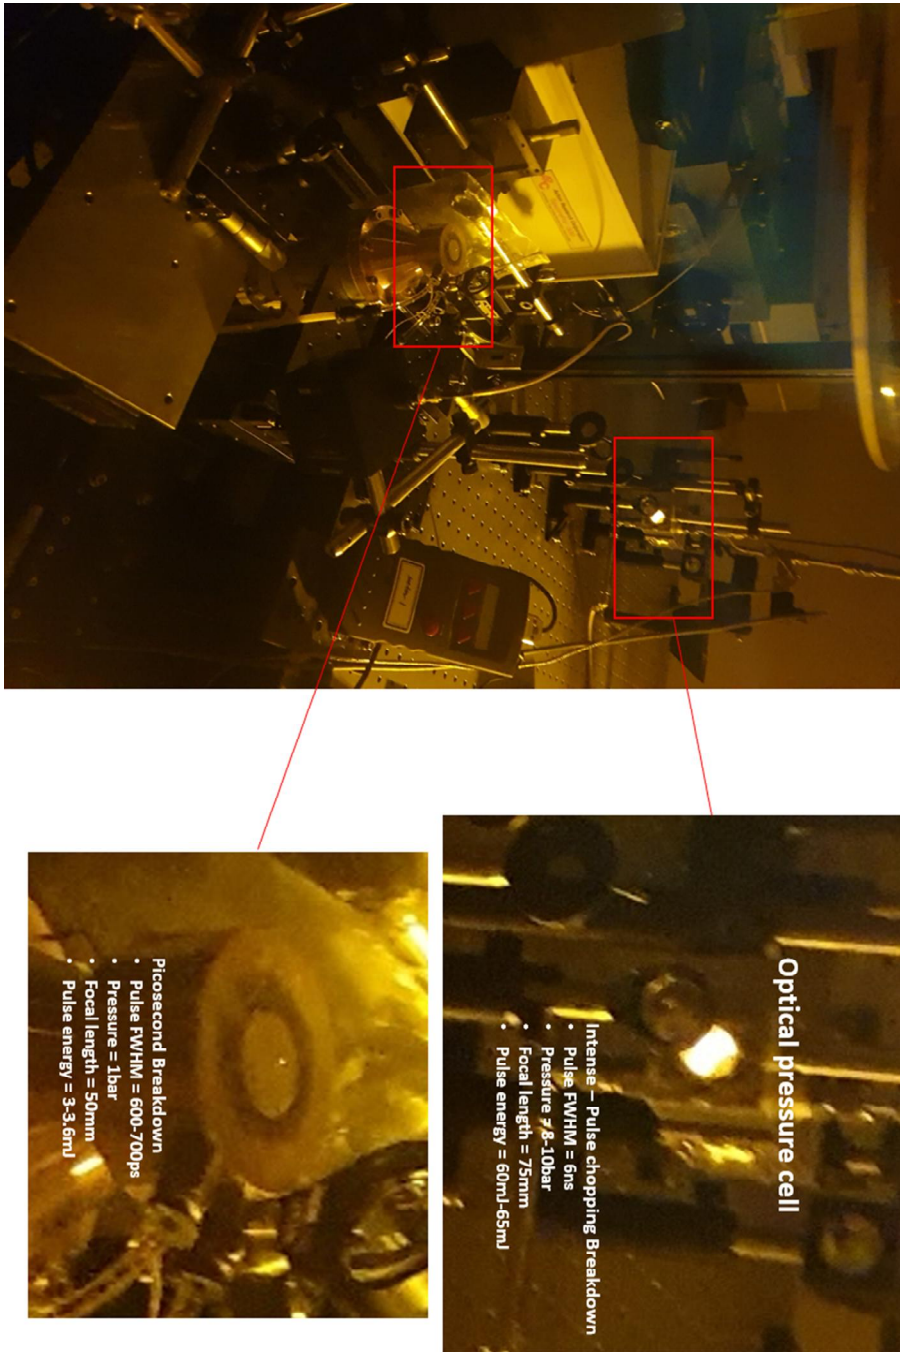 Optical pressure cell
Intense – Pulse chopping Breakdown
• Pulse FWHM = 6ns
• Pressure = 8-10bar
• Focal length = 75mm
• Pulse energy = 60mJ-65mJ
Picosecond Breakdown
• Pulse FWHM = 600-700ps
• Pressure = 1bar
• Focal length = 50mm
• Pulse energy = 3-3.6mJ